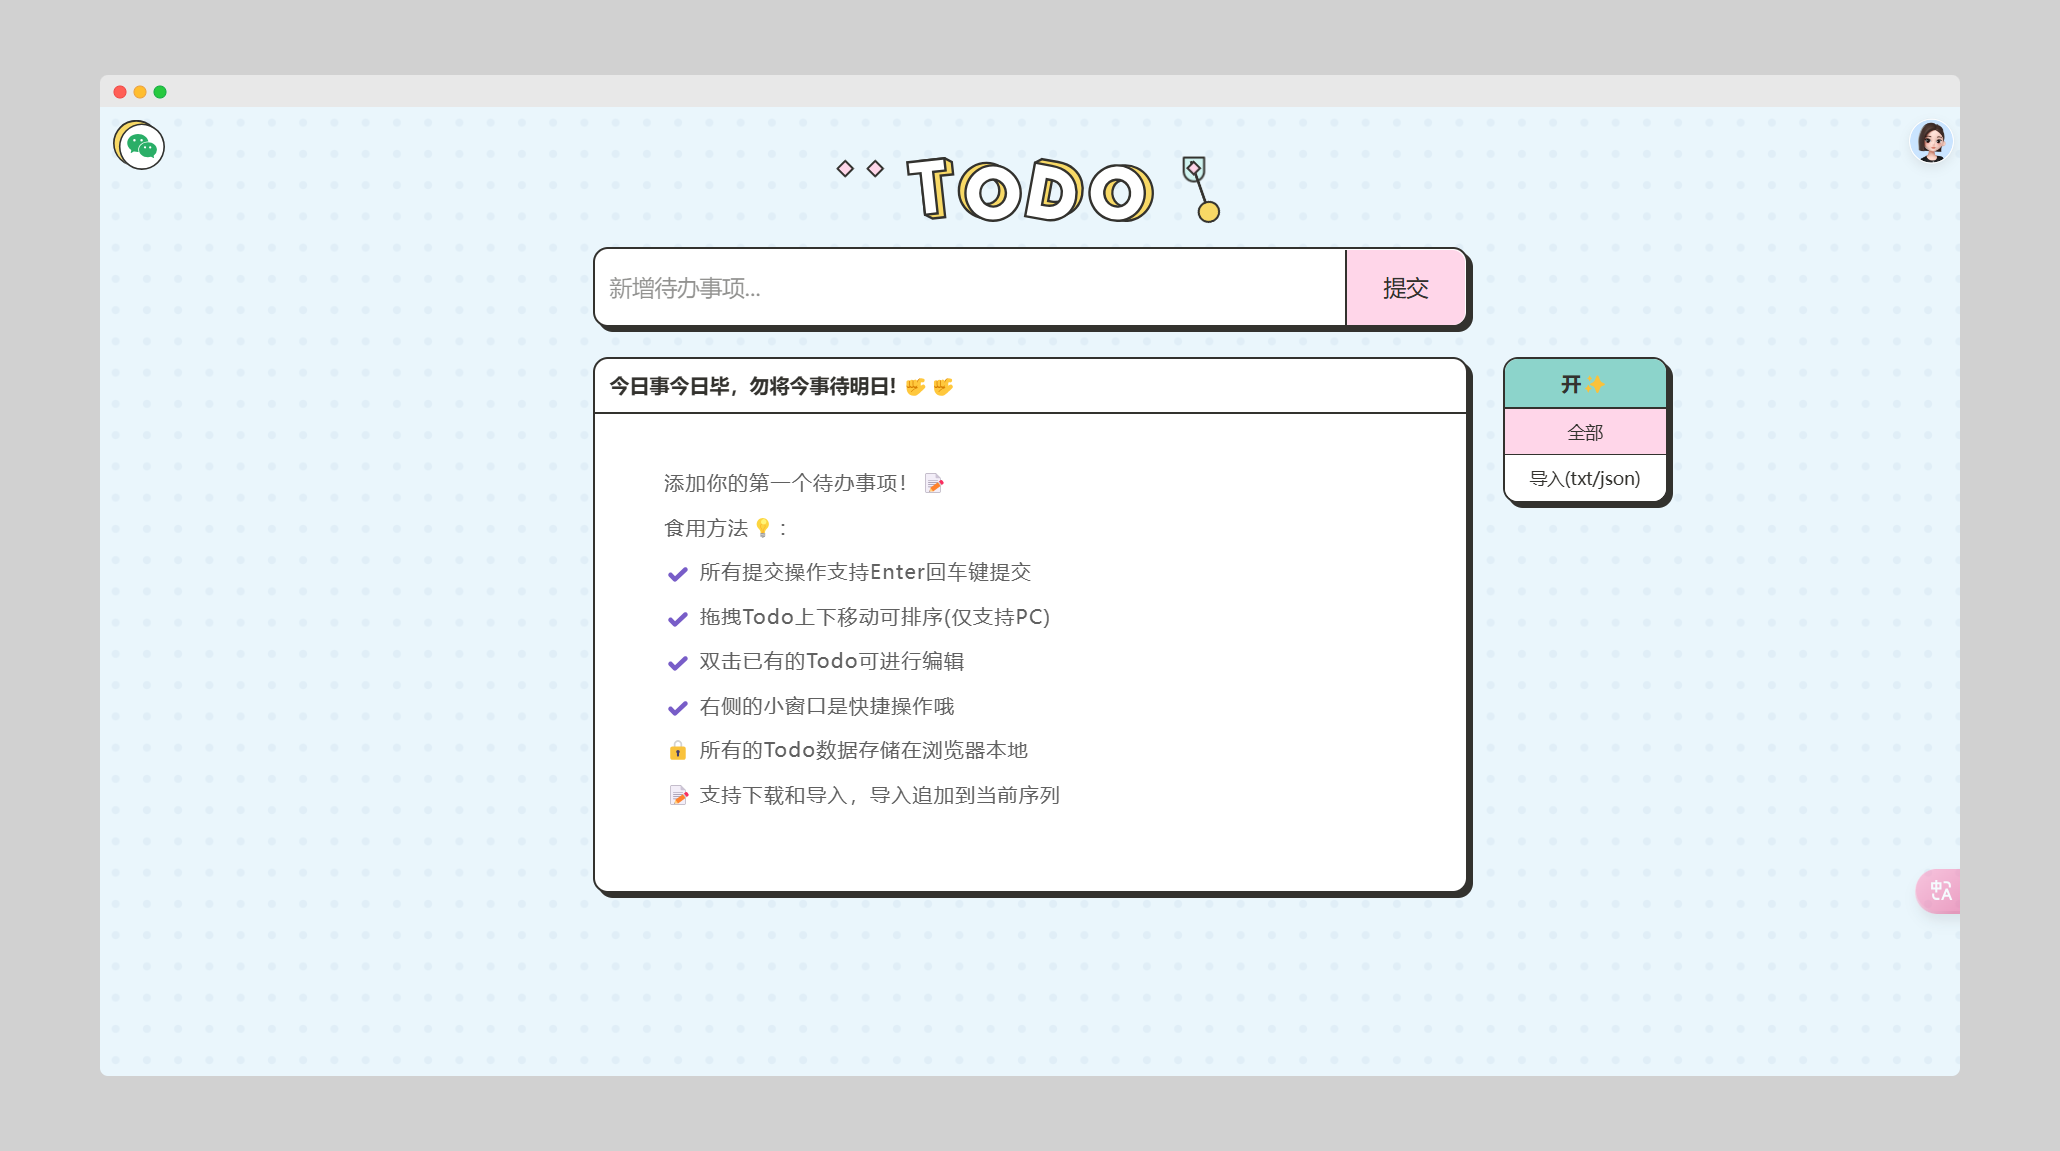 TODO
新增待办事项...
提交
今日事今日毕，勿将今事待明日!
开
全部
导入(txt/json)
添加你的第一个待办事项！
食用方法：
所有提交操作支持Enter回车键提交
拖拽Todo上下移动可排序(仅支持PC)
双击已有的Todo可进行编辑
右侧的小窗口是快捷操作哦
所有的Todo数据存储在浏览器本地
支持下载和导入，导入追加到当前序列
中A